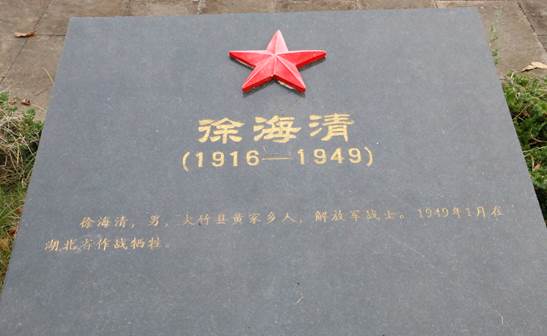 徐海清
(1916—1949)
徐海清，男，大竹县黄家乡人，解放军战士。1949年1月在
湖北省作战牺牲。